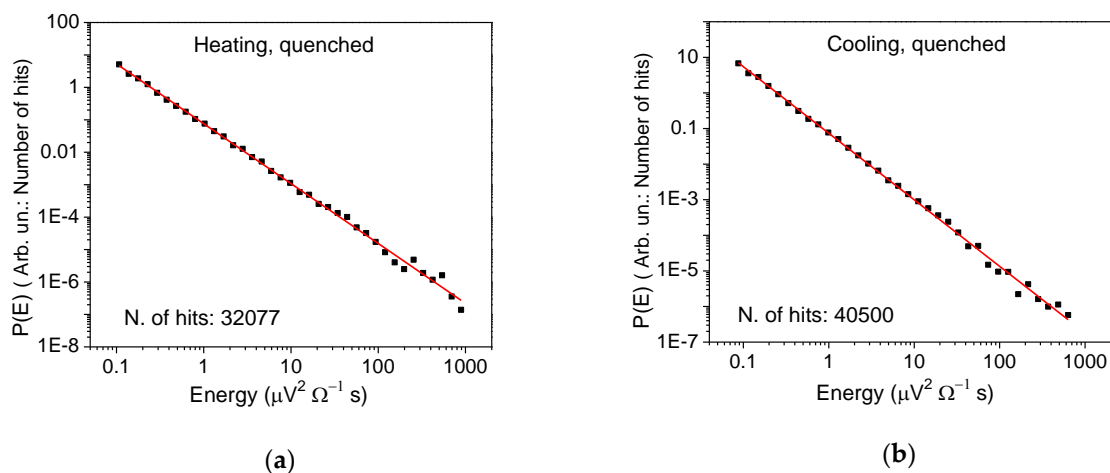 Heating, quenched
P(E) ( Arb. un.: Number of hits)
100
1
0.01
1E-4
1E-6
1E-8
N. of hits: 32077
0.1 1 10 100 1000
Energy (μV² Ω⁻¹ s)
(a)
Cooling, quenched
P(E) ( Arb. un.: Number of hits)
10
0.1
1E-3
1E-5
1E-7
N. of hits: 40500
0.1 1 10 100 1000
Energy (μV² Ω⁻¹ s)
(b)